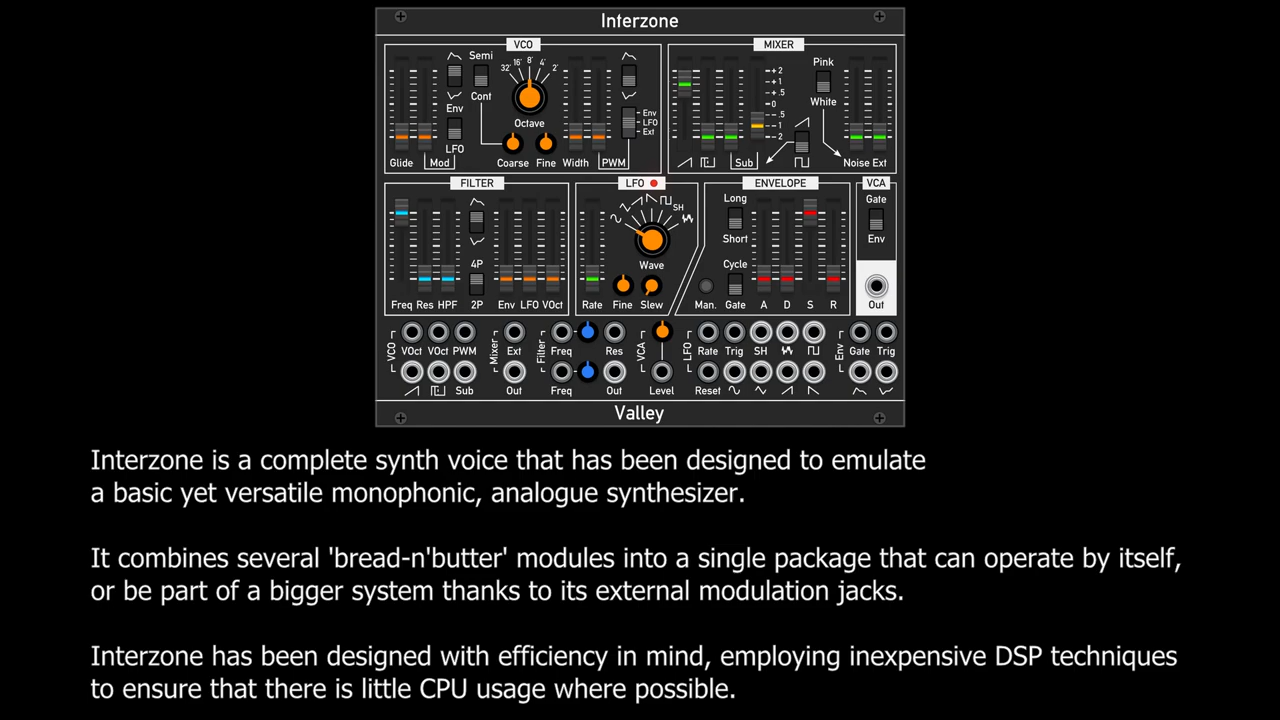 Interzone
VCO
MIXER
Semi
16' 8' 4'
32' 2'
Cont
Env
Octave
Env
LFO
Ext
LFO
Glide Mod Coarse Fine Width PWM
+ 2
+ 1
+ .5
0
.5
1
2
Pink
White
Sub Noise Ext
FILTER
LFO
ENVELOPE
VCA
4P
2P
Freq Res HPF Env LFO VOct
SH
Wave
Rate Fine Slew
Long
Short
Cycle
Gate
Man. A D S R
Gate
Env
Out
VCO
VOct VOct PWM
Sub
Mixer
Ext
Out
Filter
Freq Res
Freq Out
VCA
Level
LFO
Rate Trig SH
Reset
Env
Gate Trig
Valley
Interzone is a complete synth voice that has been designed to emulate
a basic yet versatile monophonic, analogue synthesizer.
It combines several 'bread-n'butter' modules into a single package that can operate by itself,
or be part of a bigger system thanks to its external modulation jacks.
Interzone has been designed with efficiency in mind, employing inexpensive DSP techniques
to ensure that there is little CPU usage where possible.